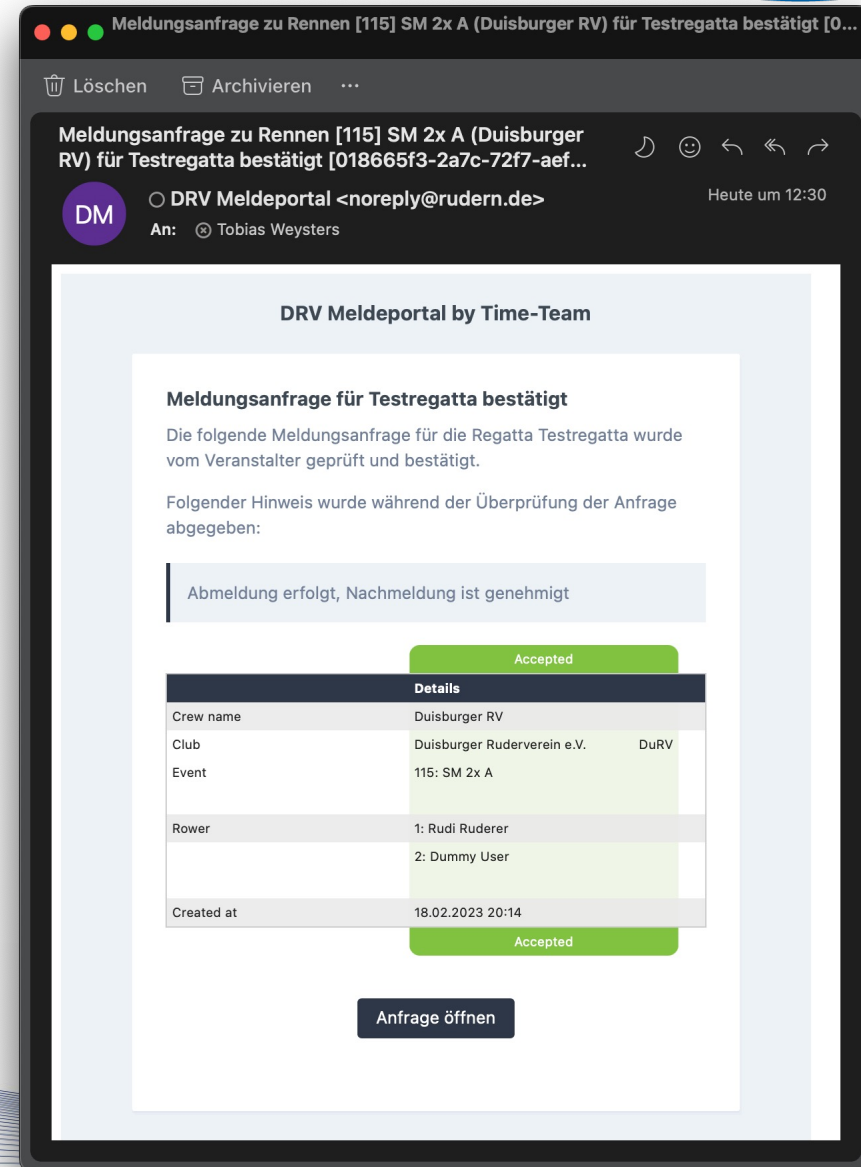 Meldungsanfrage zu Rennen [115] SM 2x A (Duisburger RV) für Testregatta bestätigt [0...
Löschen Archivieren ...
Meldungsanfrage zu Rennen [115] SM 2x A (Duisburger
RV) für Testregatta bestätigt [018665f3-2a7c-72f7-aef...
DM
DRV Meldeportal <noreply@rudern.de>
Heute um 12:30
An: Tobias Weysters
DRV Meldeportal by Time-Team
Meldungsanfrage für Testregatta bestätigt
Die folgende Meldungsanfrage für die Regatta Testregatta wurde
vom Veranstalter geprüft und bestätigt.
Folgender Hinweis wurde während der Überprüfung der Anfrage
abgegeben:
Abmeldung erfolgt, Nachmeldung ist genehmigt
Accepted
Details
Crew name Duisburger RV
Club Duisburger Ruderverein e.V. DuRV
Event 115: SM 2x A
Rower 1: Rudi Ruderer
2: Dummy User
Created at 18.02.2023 20:14
Accepted
Anfrage öffnen